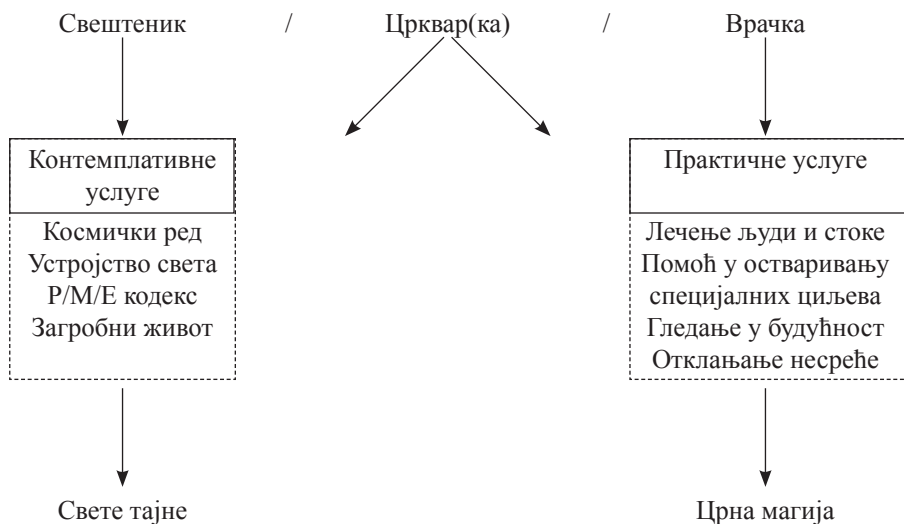 Свештеник / Црквар(ка) / Врачка
Контемплативне
услуге
Космички ред
Устројство света
Р/М/Е кодекс
Загробни живот
Практичне услуге
Лечење људи и стоке
Помоћ у остваривању
специјалних циљева
Гледање у будућност
Отклањање несреће
Свете тајне
Црна магија